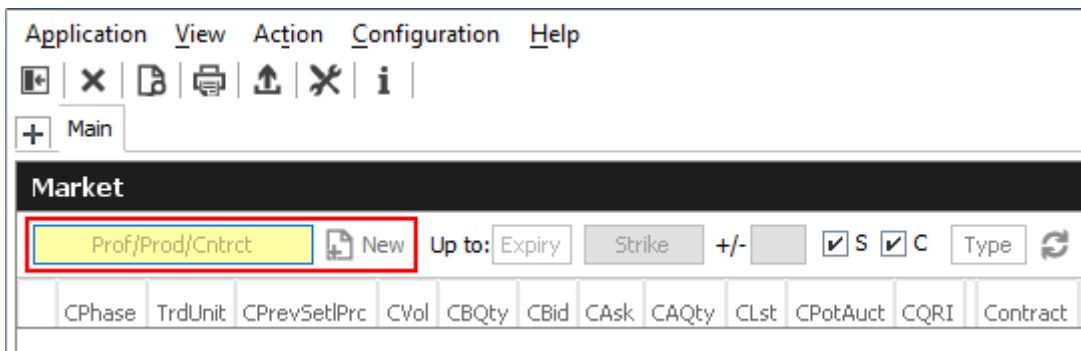 Application View Action Configuration Help
i
+ Main
Market
Prof/Prod/Cntrct New Up to: Expiry Strike +/- S C Type
CPhase TrdUnit CPrevSetlPrc CVol CBQty CBid CAsk CAQty CLst CPotAuct CQRI Contract